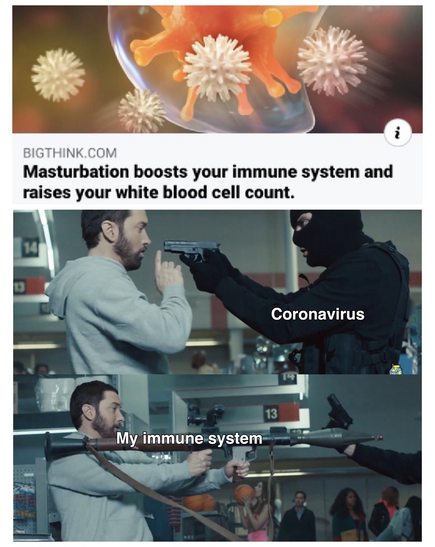 i
BIGTHINK.COM
Masturbation boosts your immune system and
raises your white blood cell count.
14
13
Coronavirus
14
13
My immune system